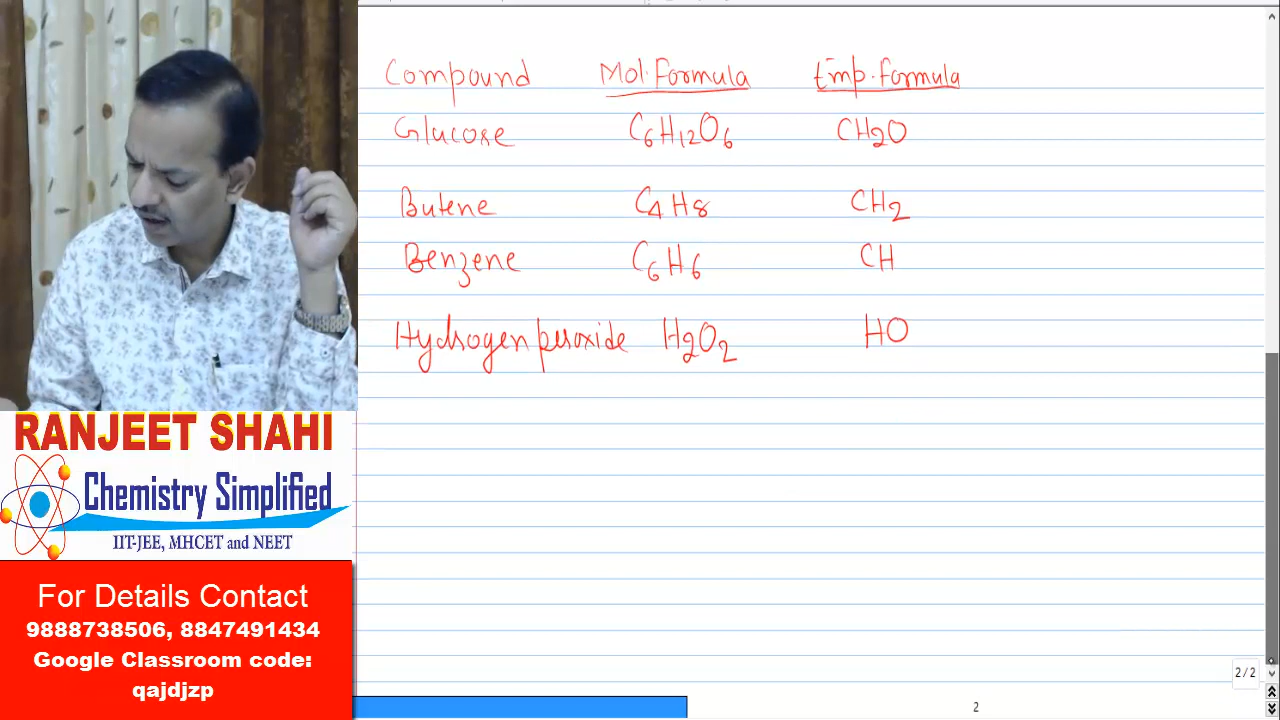 Compound Mol. Formula Emp. Formula
Glucose C6H12O6 CH2O
Butene C4H8 CH2
Benzene C6H6 CH
Hydrogen peroxide H2O2 HO
RANJEET SHAHI
Chemistry Simplified
IIT-JEE, MHCET and NEET
For Details Contact
9888738506, 8847491434
Google Classroom code:
qajdjzp
2/2
2